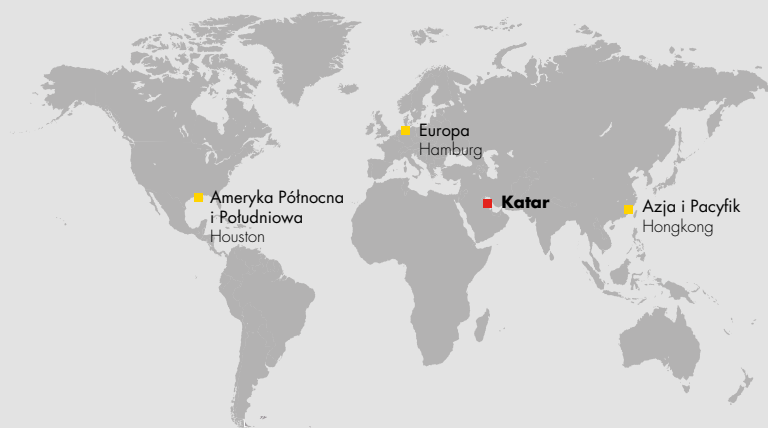 Europa
Hamburg
Ameryka Północna
i Południowa
Houston
Katar
Azja i Pacyfik
Hongkong